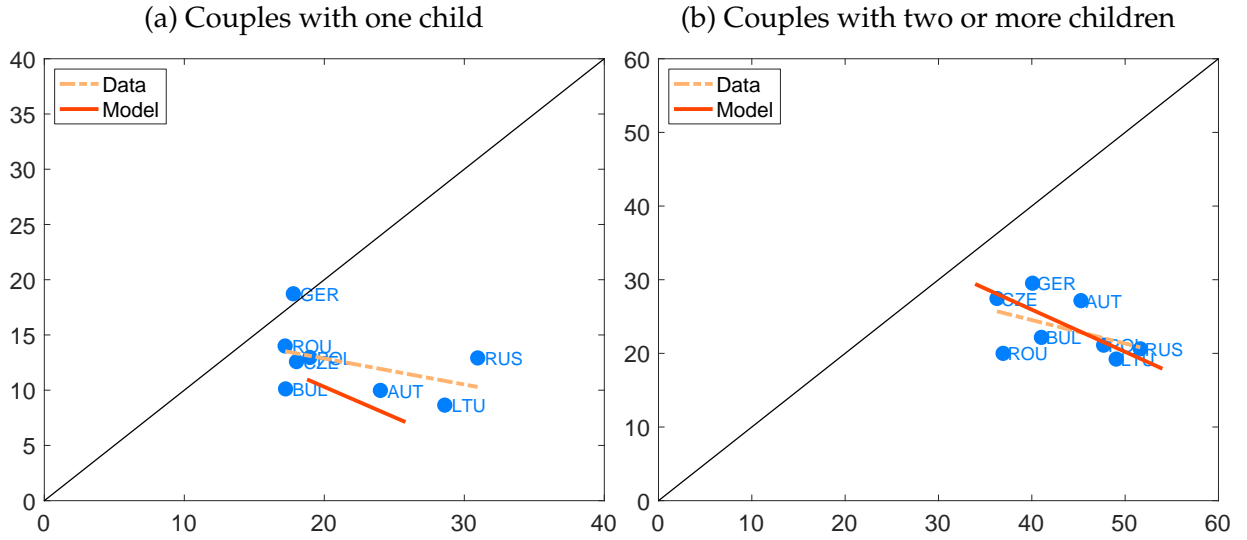 (a) Couples with one child
40
35
30
25
20
15
10
5
0
0
10
20
30
40
Data
Model
GER
ROU
POL
CZE
BUL
AUT
LTU
RUS
(b) Couples with two or more children
60
50
40
30
20
10
0
0
10
20
30
40
50
60
Data
Model
GER
CZE
AUT
BUL
ROU
POL
RUS
LTU